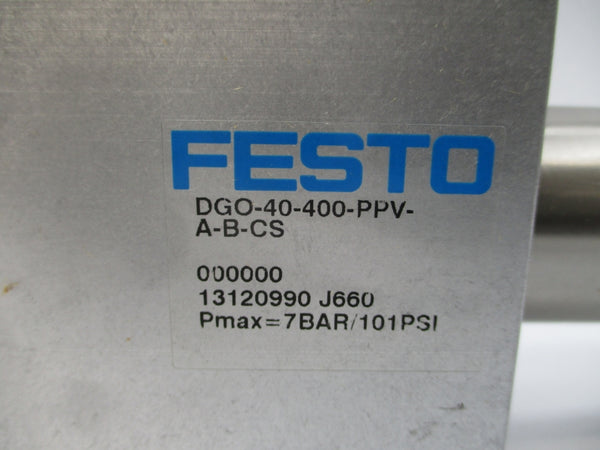 FESTO
DGO-40-400-PPV-
A-B-CS
000000
13120990 J660
Pmax=7BAR/101PSI